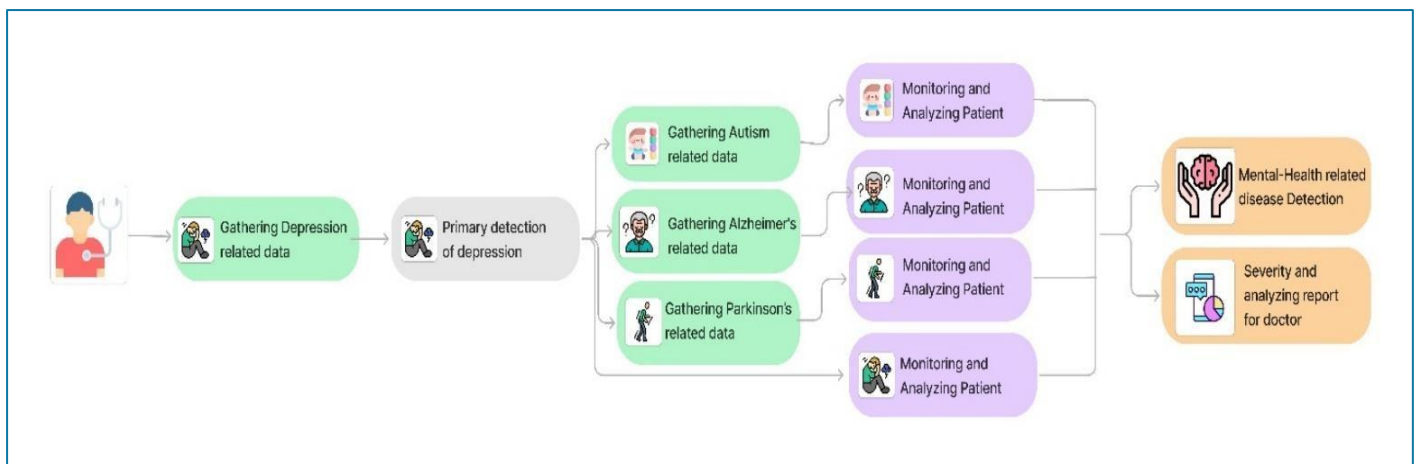 Gathering Depression
related data
Primary detection
of depression
Gathering Autism
related data
Gathering Alzheimer's
related data
Gathering Parkinson's
related data
Monitoring and
Analyzing Patient
Monitoring and
Analyzing Patient
Monitoring and
Analyzing Patient
Monitoring and
Analyzing Patient
Mental-Health related
disease Detection
Severity and
analyzing report
for doctor